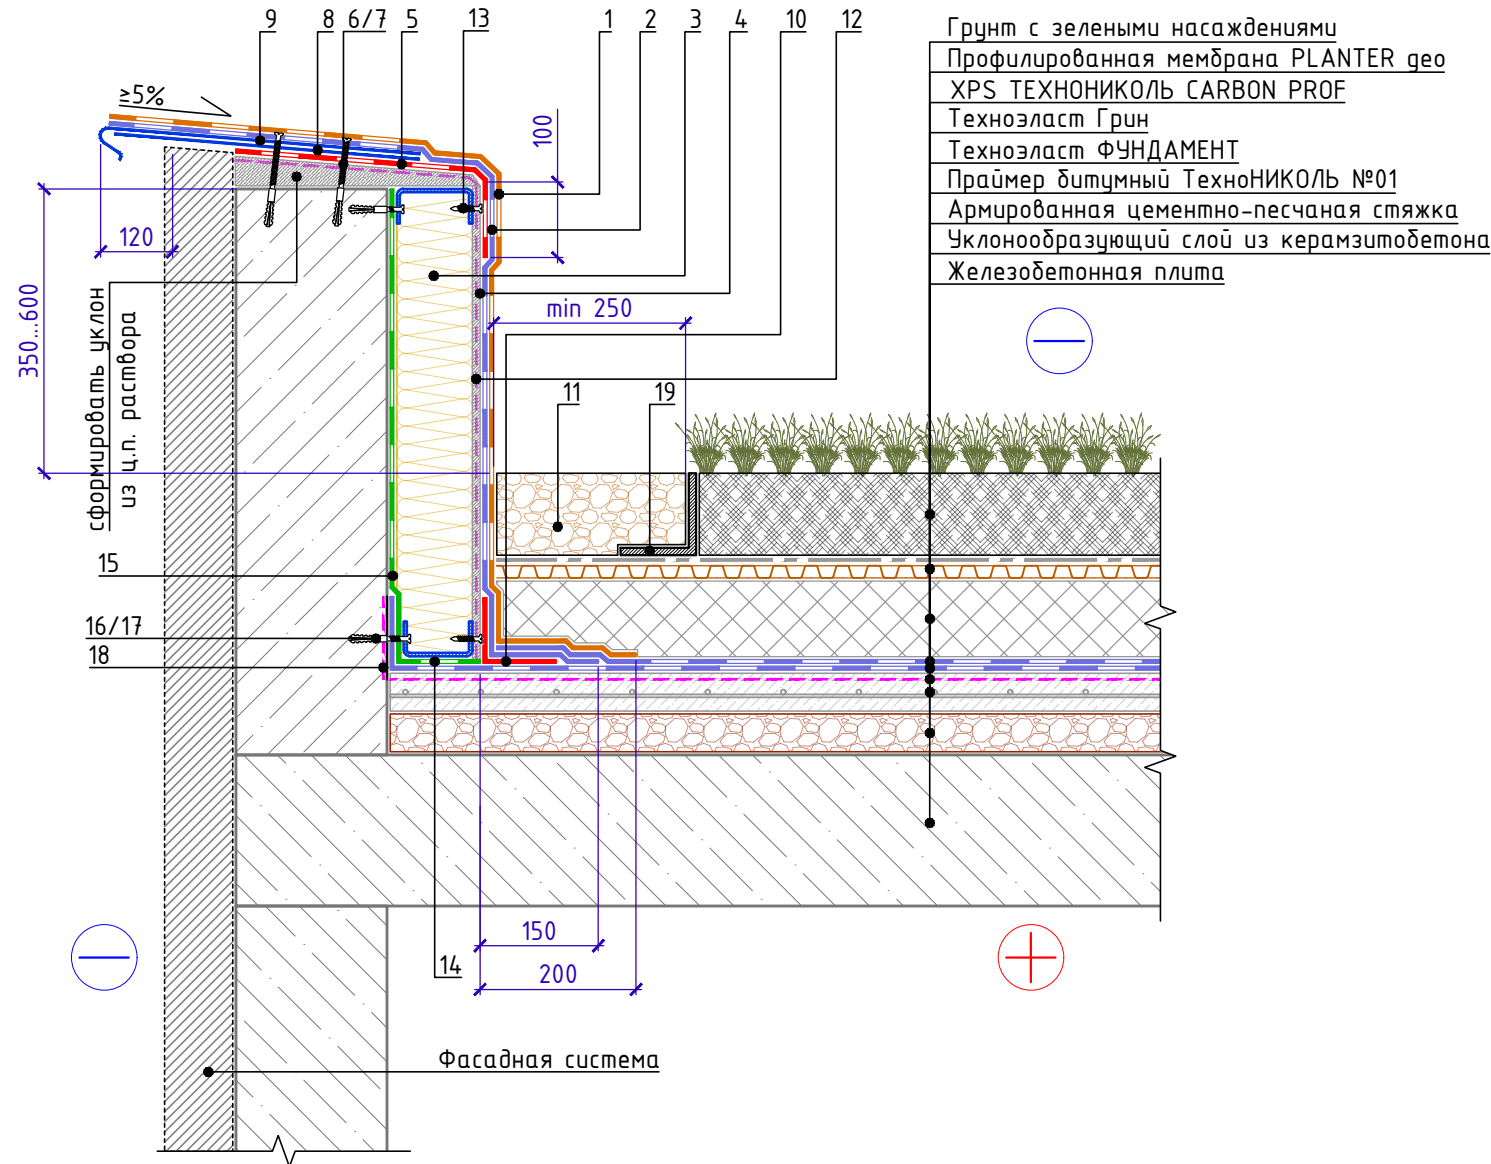 9
8
6/7
5
13
1
2
3
4
10
12
Грунт с зелеными насаждениями
Профилированная мембрана PLANTER geo
XPS ТЕХНОНИКОЛЬ CARBON PROF
Техноэласт Грин
Техноэласт ФУНДАМЕНТ
Праймер битумный ТехноНИКОЛЬ №01
Армированная цементно-песчаная стяжка
Уклонообразующий слой из керамзитобетона
Железобетонная плита
≥5%
100
120
350...600
сформировать уклон
из ц.п. раствора
min 250
11
19
15
16/17
18
150
14
200
Фасадная система